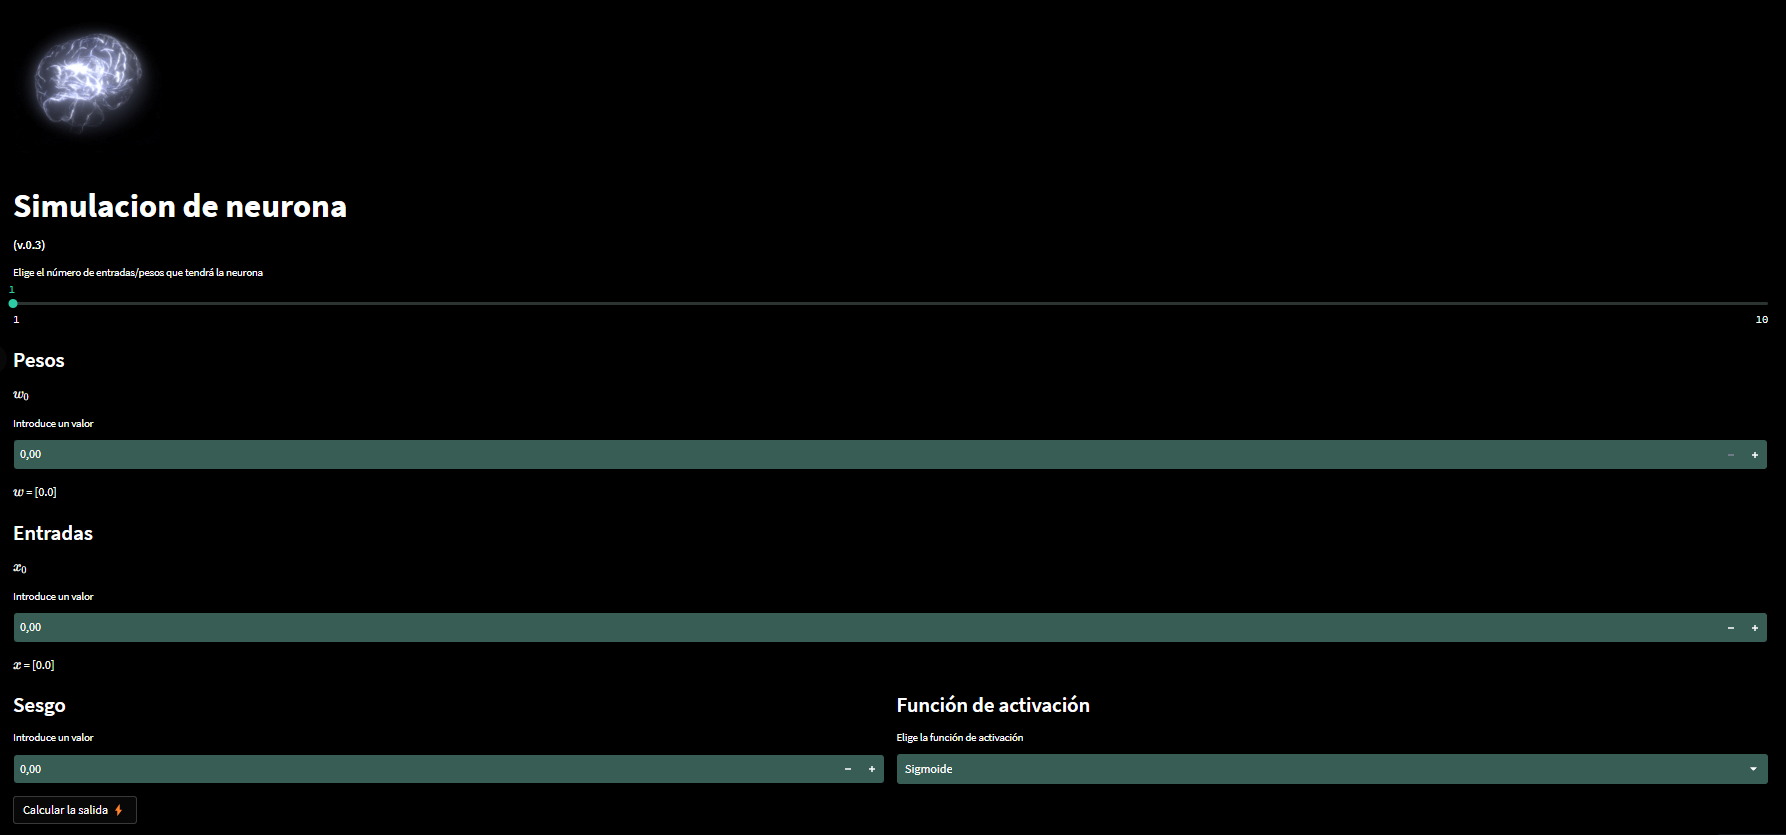 Simulacion de neurona
(v.0.3)
Elige el número de entradas/pesos que tendrá la neurona
1
1 10
Pesos
w₀
Introduce un valor
0,00
w = [0.0]
Entradas
x₀
Introduce un valor
0,00
x = [0.0]
Sesgo
Introduce un valor
0,00
Función de activación
Elige la función de activación
Sigmoide
Calcular la salida